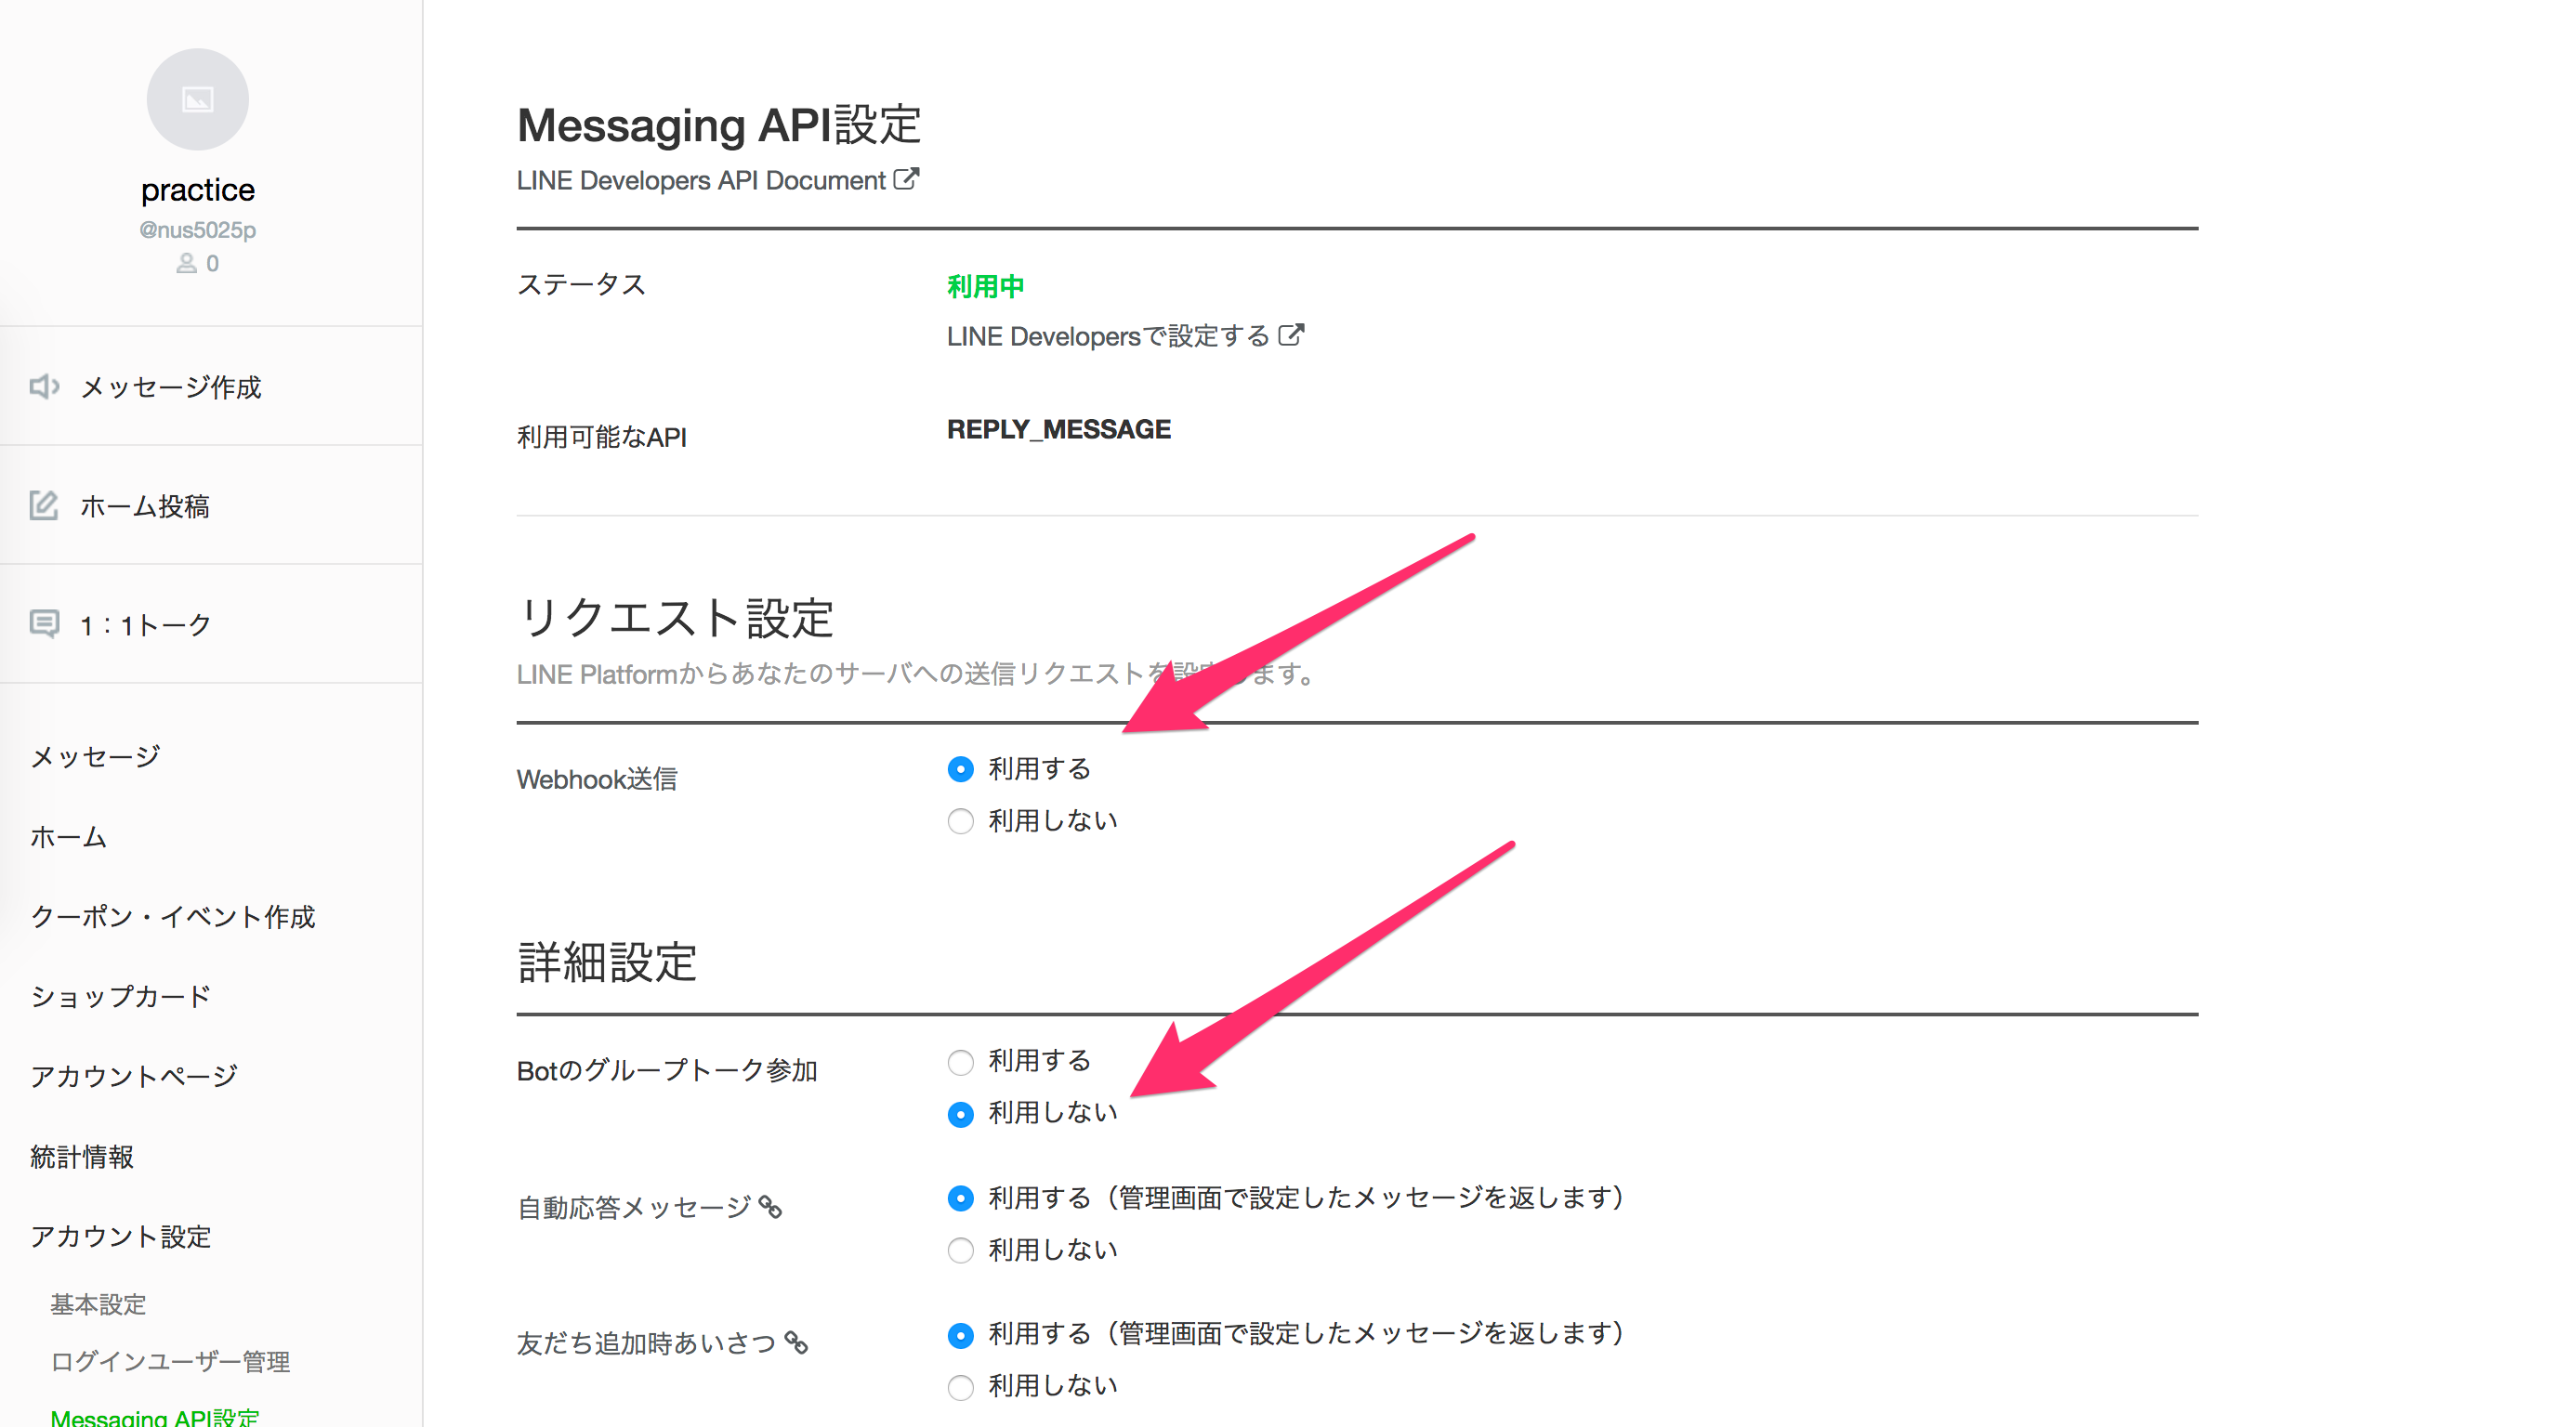 practice
@nus5025p
0
メッセージ作成
ホーム投稿
1：1トーク
メッセージ
ホーム
クーポン・イベント作成
ショップカード
アカウントページ
統計情報
アカウント設定
基本設定
ログインユーザー管理
Messaging API設定
Messaging API設定
LINE Developers API Document
ステータス
利用中
LINE Developersで設定する
利用可能なAPI
REPLY_MESSAGE
リクエスト設定
LINE Platformからあなたのサーバへの送信リクエストを設定します。
Webhook送信
利用する
利用しない
詳細設定
Botのグループトーク参加
利用する
利用しない
自動応答メッセージ
利用する（管理画面で設定したメッセージを返します）
利用しない
友だち追加時あいさつ
利用する（管理画面で設定したメッセージを返します）
利用しない